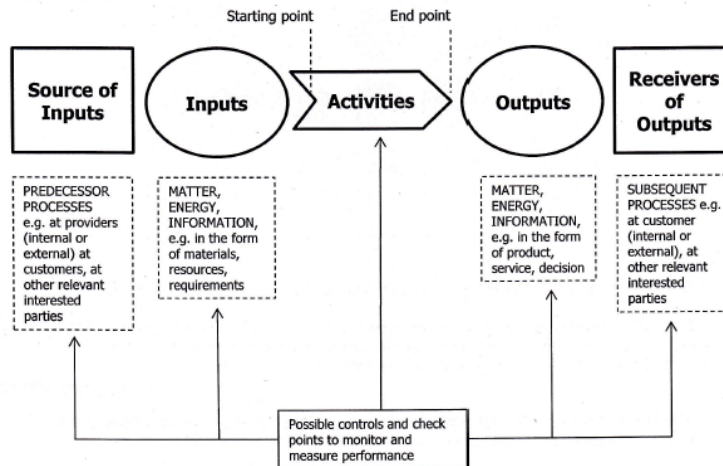 Starting point
End point
Source of
Inputs
Inputs
Activities
Outputs
Receivers
of
Outputs
PREDECESSOR
PROCESSES
e.g. at providers
(internal or
external) at
customers, at
other relevant
interested
parties
MATTER,
ENERGY,
INFORMATION,
e.g. in the form
of materials,
resources,
requirements
MATTER,
ENERGY,
INFORMATION,
e.g. in the form
of product,
service, decision
SUBSEQUENT
PROCESSES e.g.
at customer
(internal or
external), at
other relevant
interested
parties
Possible controls and check
points to monitor and
measure performance